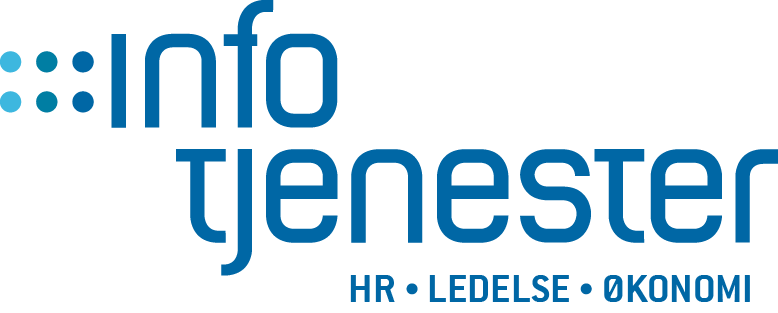 info
tjenester
HR • LEDELSE • ØKONOMI